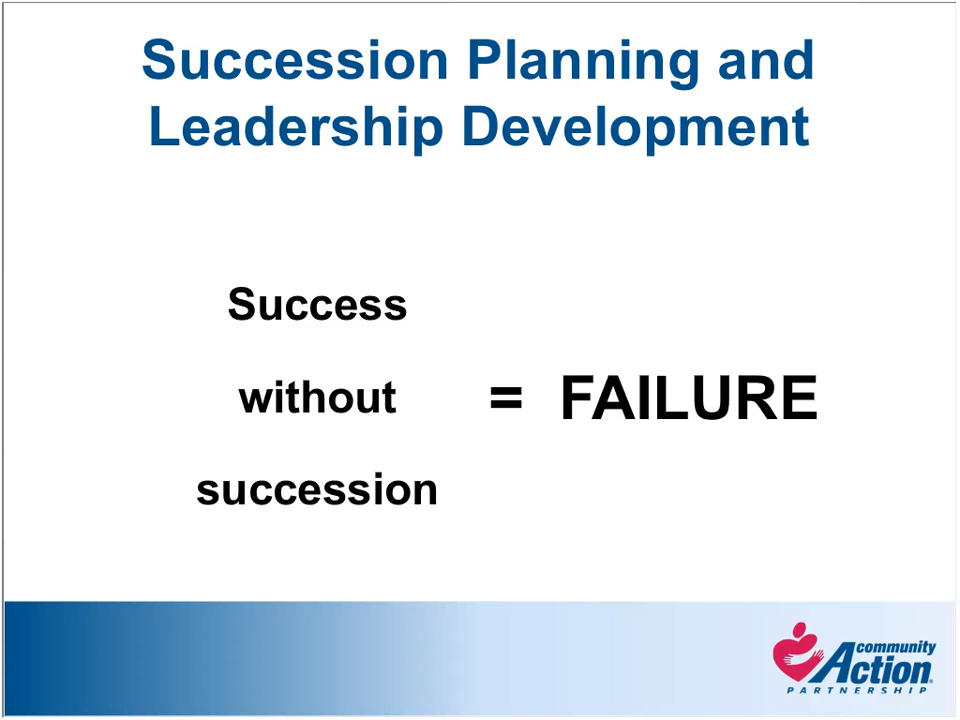 Succession Planning and
Leadership Development
Success
without
= FAILURE
succession
community
Action®
PARTNERSHIP